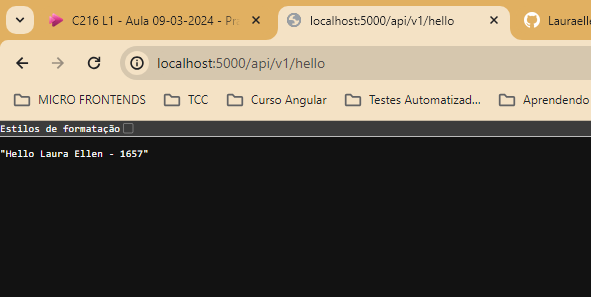 C216 L1 - Aula 09-03-2024 - Pr
localhost:5000/api/v1/hello
Lauraell
localhost:5000/api/v1/hello
MICRO FRONTENDS
TCC
Curso Angular
Testes Automatizad...
Aprendendo
Estilos de formatação
"Hello Laura Ellen - 1657"